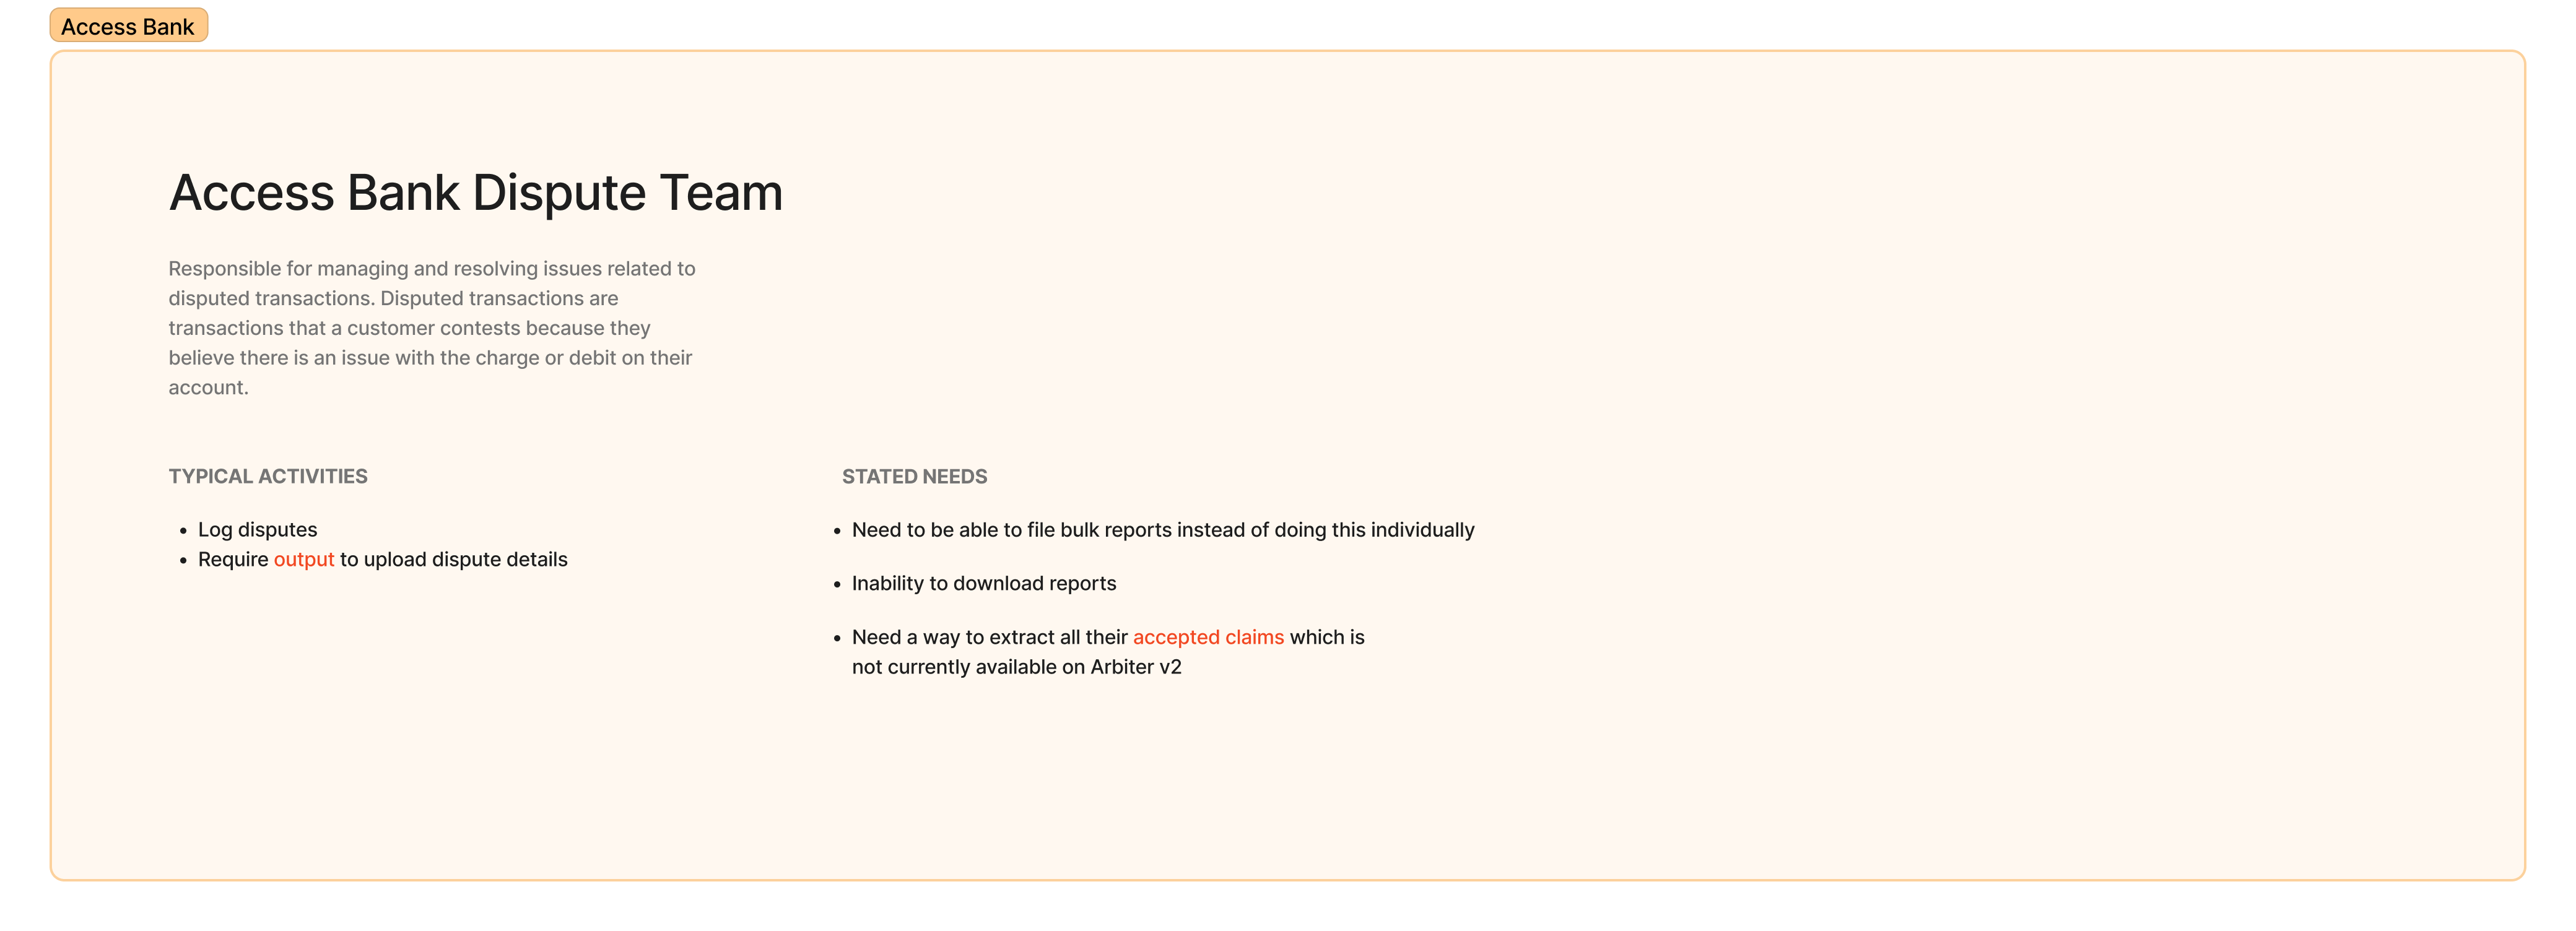 Access Bank
Access Bank Dispute Team
Responsible for managing and resolving issues related to
disputed transactions. Disputed transactions are
transactions that a customer contests because they
believe there is an issue with the charge or debit on their
account.
TYPICAL ACTIVITIES
• Log disputes
• Require output to upload dispute details
STATED NEEDS
• Need to be able to file bulk reports instead of doing this individually
• Inability to download reports
• Need a way to extract all their accepted claims which is
not currently available on Arbiter v2